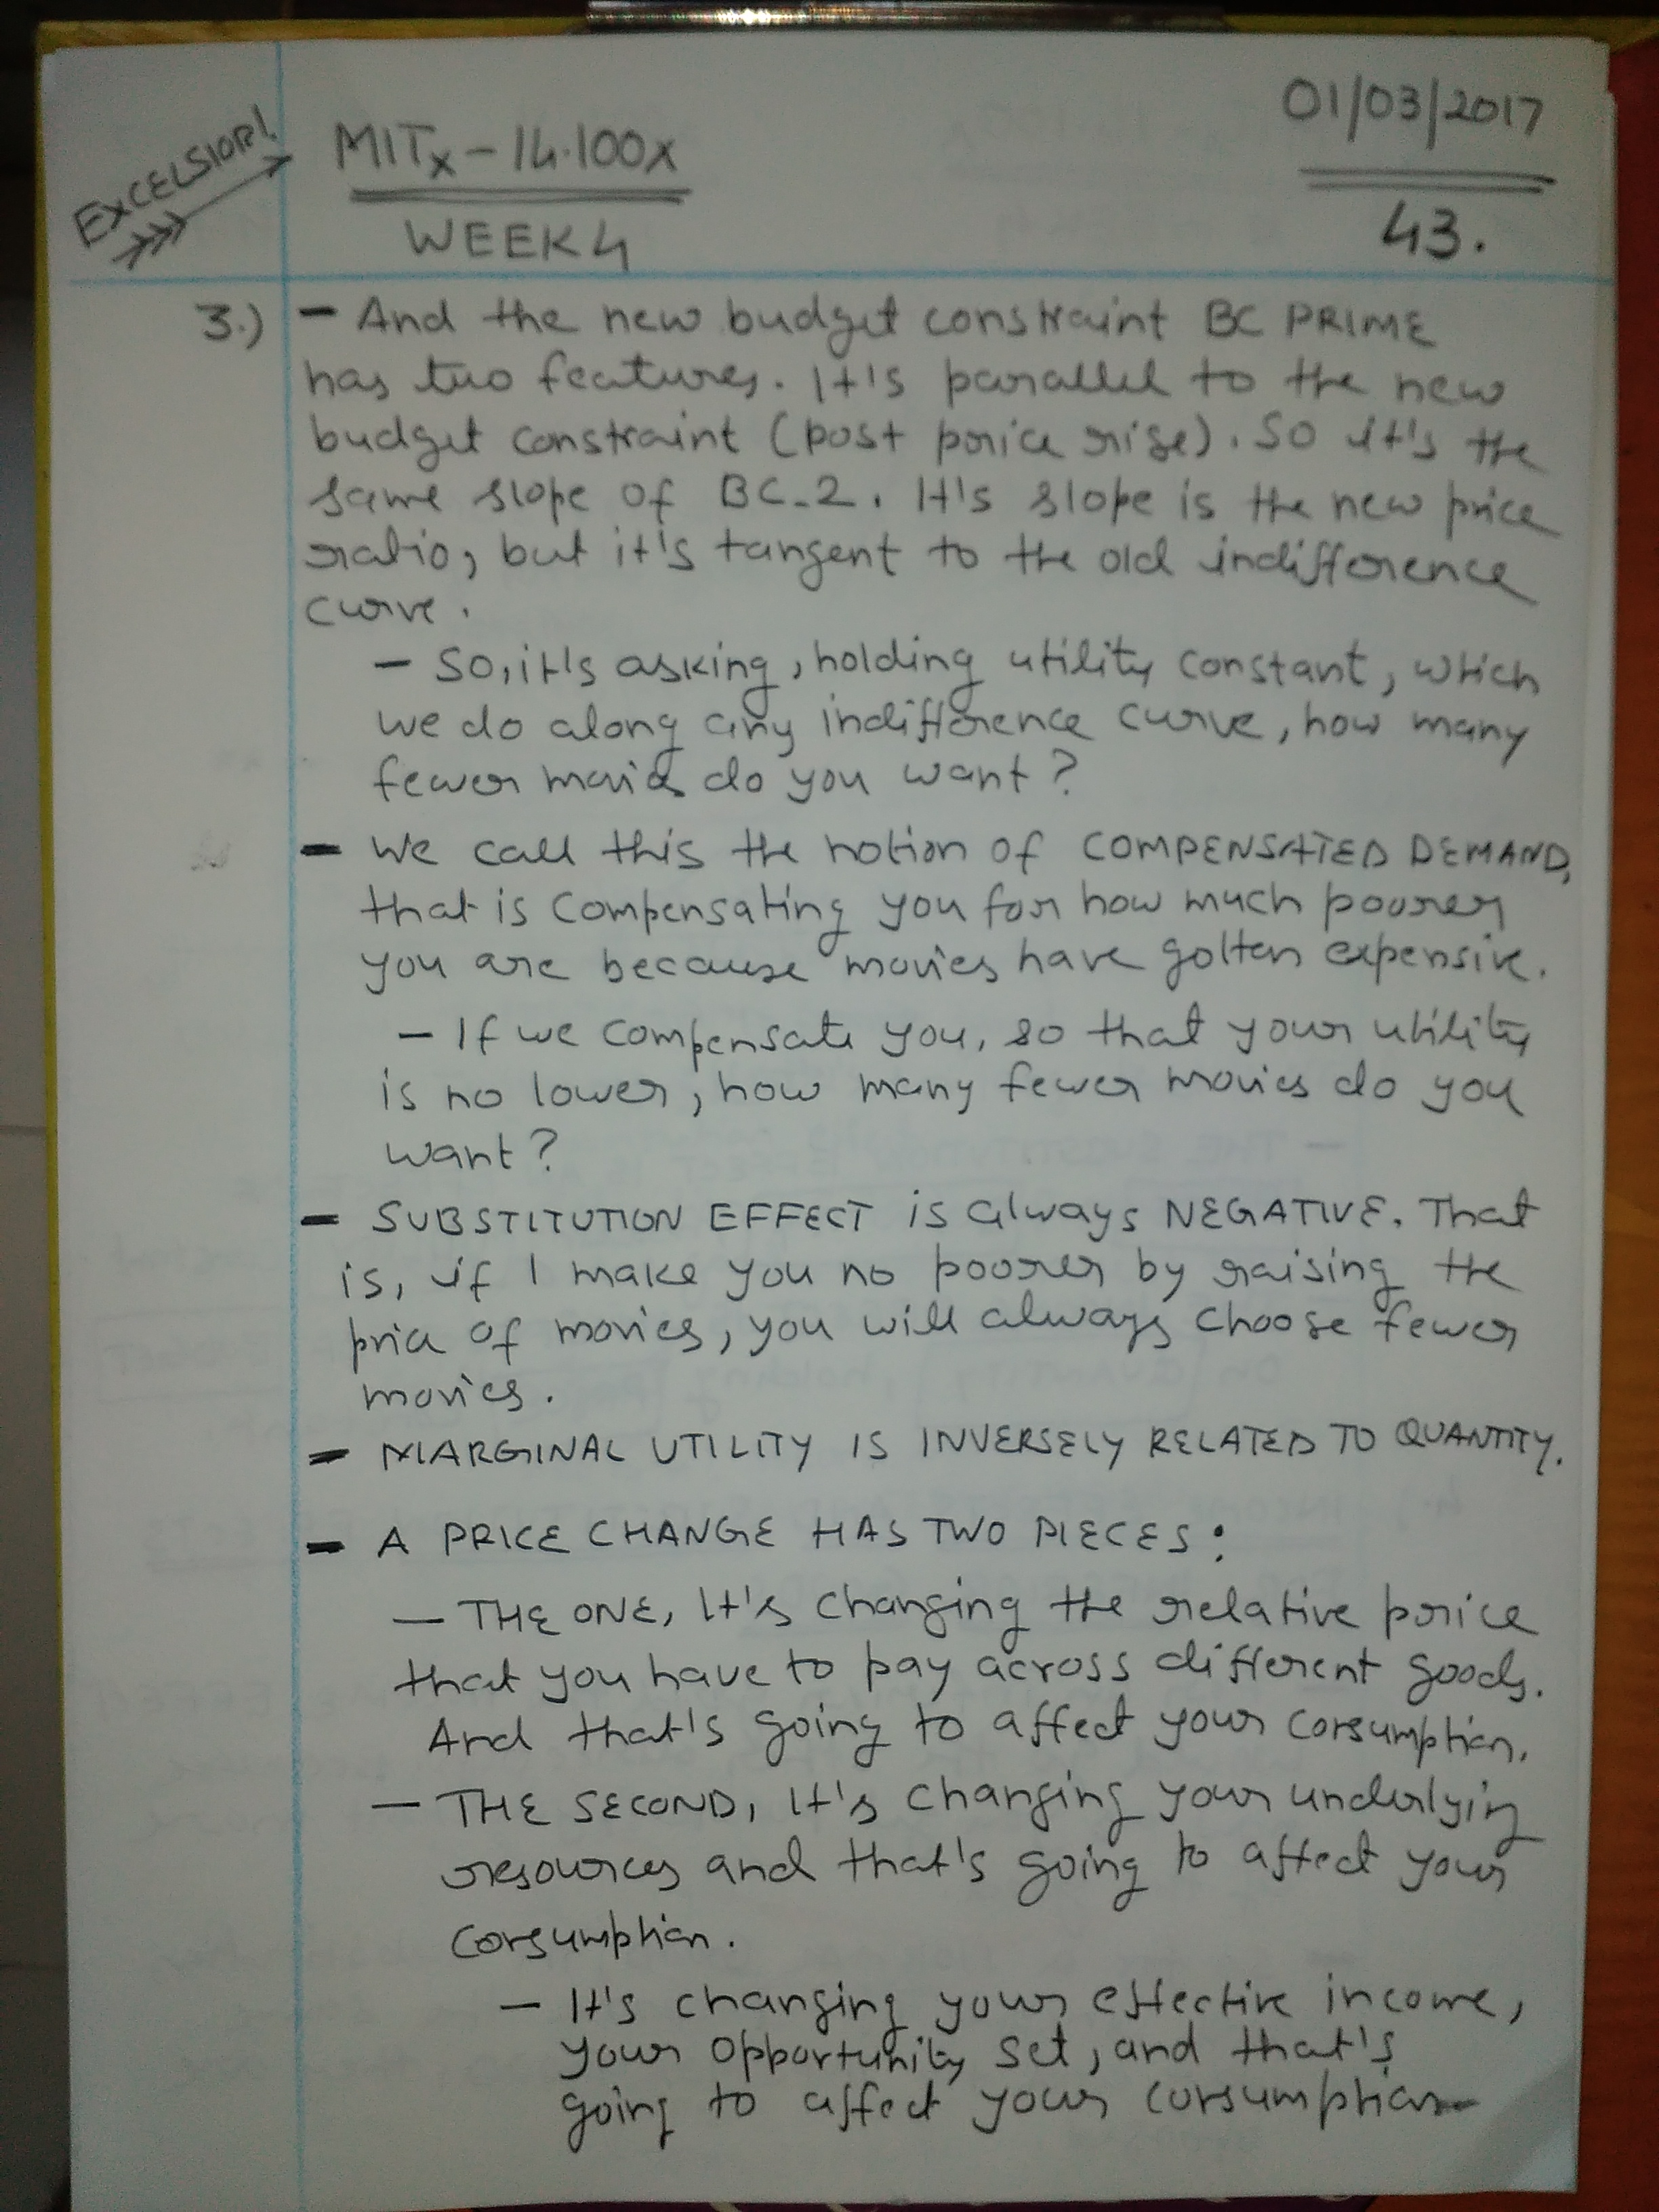 EXCELSIOR!
MITx - 14.100x
WEEK 4
01/03/2017
43.
3.) - And the new budget constraint BC PRIME
has two features. It's parallel to the new
budget constraint (post price rise). So it's the
same slope of BC-2. It's slope is the new price
ratio, but it's tangent to the old indifference
curve.
- So, it's asking, holding utility constant, which
we do along any indifference curve, how many
fewer do you want?
- We call this the notion of COMPENSATED DEMAND,
that is compensating you for how much poorer
you are because movies have gotten expensive.
- If we compensate you, so that your utility
is no lower, how many fewer movies do you
want?
- SUBSTITUTION EFFECT is always NEGATIVE. That
is, if I make you no poorer by raising the
price of movies, you will always choose fewer
movies.
- MARGINAL UTILITY IS INVERSELY RELATED TO QUANTITY.
- A PRICE CHANGE HAS TWO PIECES:
- THE ONE, It's changing the relative price
that you have to pay across different goods.
And that's going to affect your consumption.
- THE SECOND, It's changing your underlying
resources and that's going to affect your
consumption.
- It's changing your effective income,
your opportunity set, and that's
going to affect your consumption